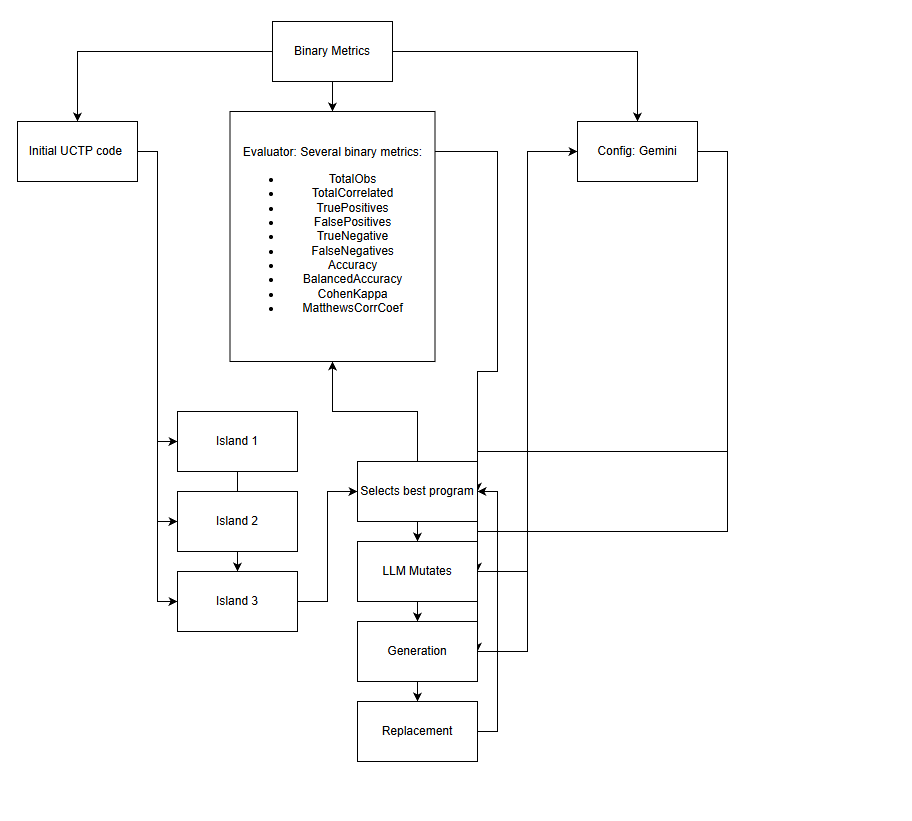 Binary Metrics
Initial UCTP code
Evaluator: Several binary metrics:
TotalObs
TotalCorrelated
TruePositives
FalsePositives
TrueNegative
FalseNegatives
Accuracy
BalancedAccuracy
CohenKappa
MatthewsCorrCoef
Config: Gemini
Island 1
Island 2
Island 3
Selects best program
LLM Mutates
Generation
Replacement